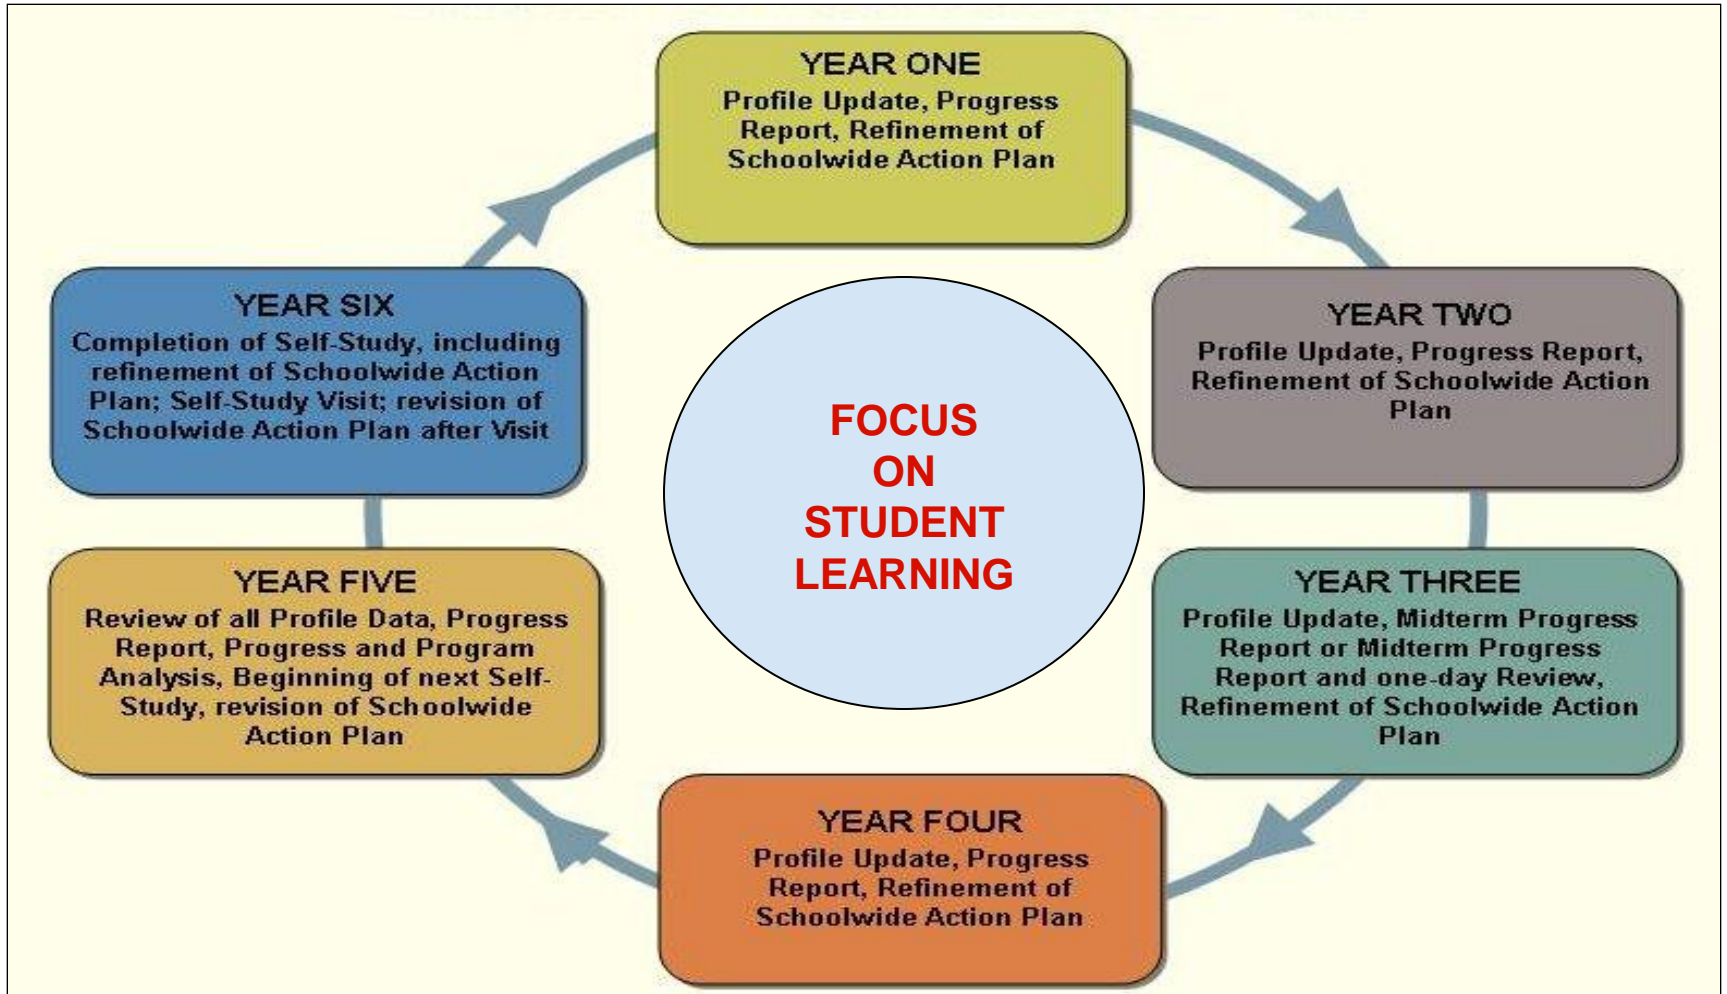 YEAR ONE
Profile Update, Progress
Report, Refinement of
Schoolwide Action Plan
YEAR TWO
Profile Update, Progress Report,
Refinement of Schoolwide Action
Plan
YEAR THREE
Profile Update, Midterm Progress
Report or Midterm Progress
Report and one-day Review,
Refinement of Schoolwide Action
Plan
YEAR FOUR
Profile Update, Progress
Report, Refinement of
Schoolwide Action Plan
YEAR FIVE
Review of all Profile Data, Progress
Report, Progress and Program
Analysis, Beginning of next Self-
Study, revision of Schoolwide
Action Plan
YEAR SIX
Completion of Self-Study, including
refinement of Schoolwide Action
Plan; Self-Study Visit; revision of
Schoolwide Action Plan after Visit
FOCUS
ON
STUDENT
LEARNING